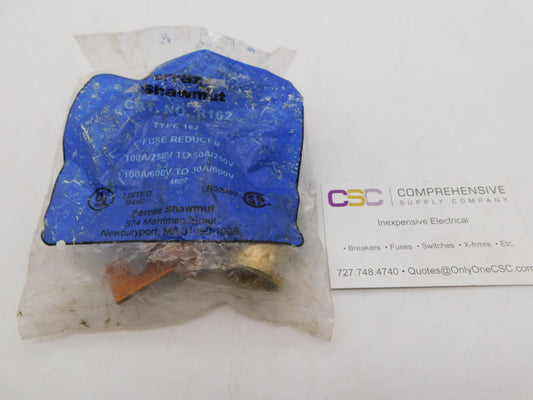 Ferraz
Shawmut
CAT. NO. R162
TYPE 162
FUSE REDUCER
100A/250V TO 60A/250V
100A/600V TO 30A/600V
LISTED
Ferraz Shawmut
374 Merrimac Street
Newburyport, MA 01950-1998
CSC COMPREHENSIVE
SUPPLY COMPANY
Inexpensive Electrical
• Breakers • Fuses • Switches • X-frmrs • Etc.
727.748.4740 • Quotes@OnlyOneCSC.com